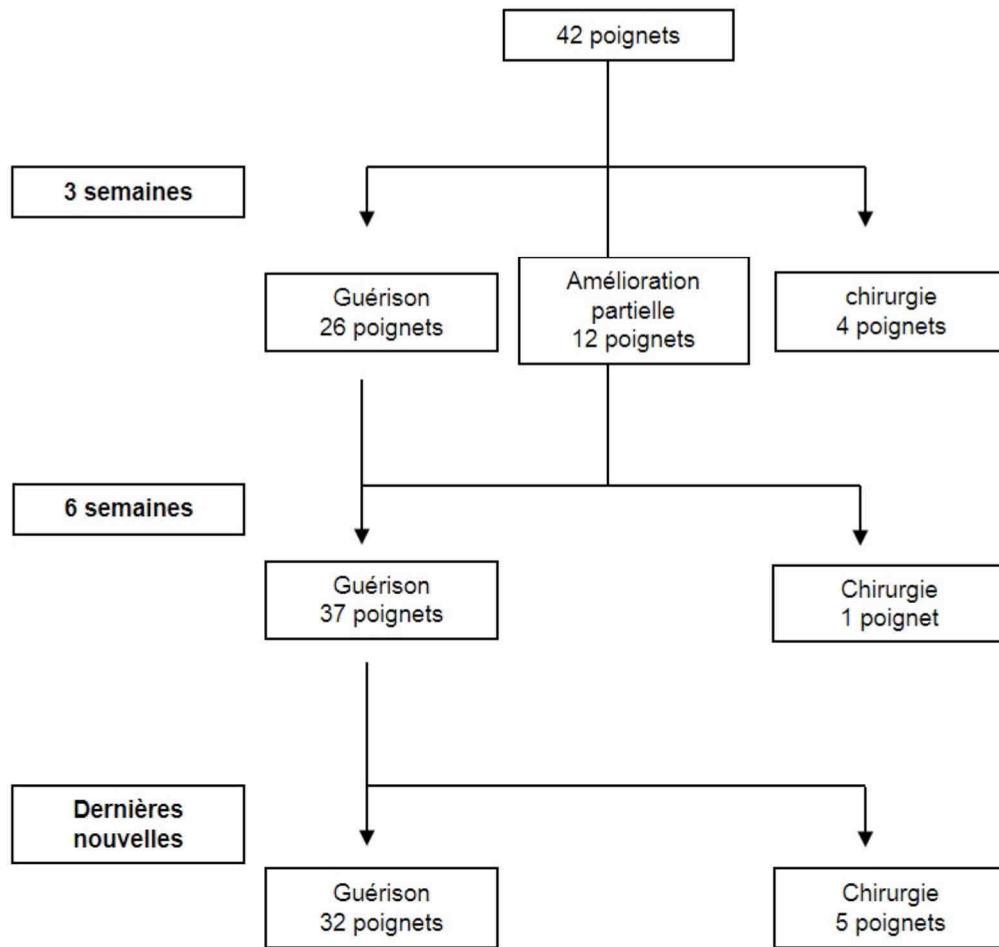 42 poignets
3 semaines
Guérison
26 poignets
Amélioration
partielle
12 poignets
chirurgie
4 poignets
6 semaines
Guérison
37 poignets
Chirurgie
1 poignet
Dernières
nouvelles
Guérison
32 poignets
Chirurgie
5 poignets